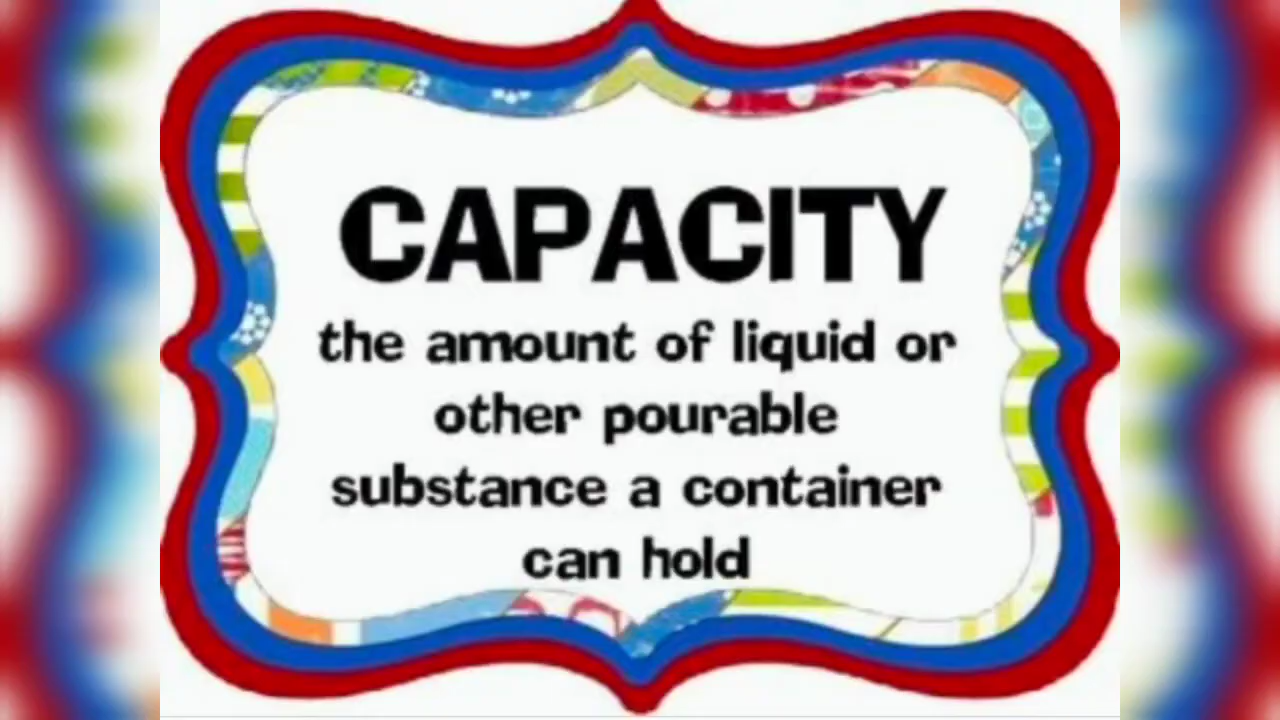 CAPACITY
the amount of liquid or
other pourable
substance a container
can hold